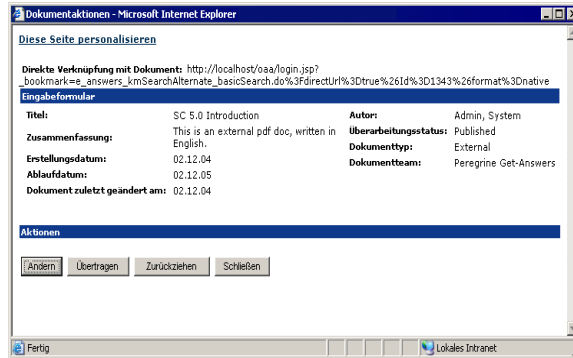 Dokumentaktionen - Microsoft Internet Explorer
Diese Seite personalisieren
Direkte Verknüpfung mit Dokument: http://localhost/oaa/login.jsp?
_bookmark=e_answers_kmSearchAlternate_basicSearch.do%3FdirectUrl%3Dtrue%26Id%3D1343%26format%3Dnative
Eingabeformular
Titel: SC 5.0 Introduction Autor: Admin, System
Zusammenfassung: This is an external pdf doc, written in English. Überarbeitungsstatus: Published
Dokumenttyp: External
Erstellungsdatum: 02.12.04 Dokumentteam: Peregrine Get-Answers
Ablaufdatum: 02.12.05
Dokument zuletzt geändert am: 02.12.04
Aktionen
Ändern Übertragen Zurückziehen Schließen
Fertig Lokales Intranet